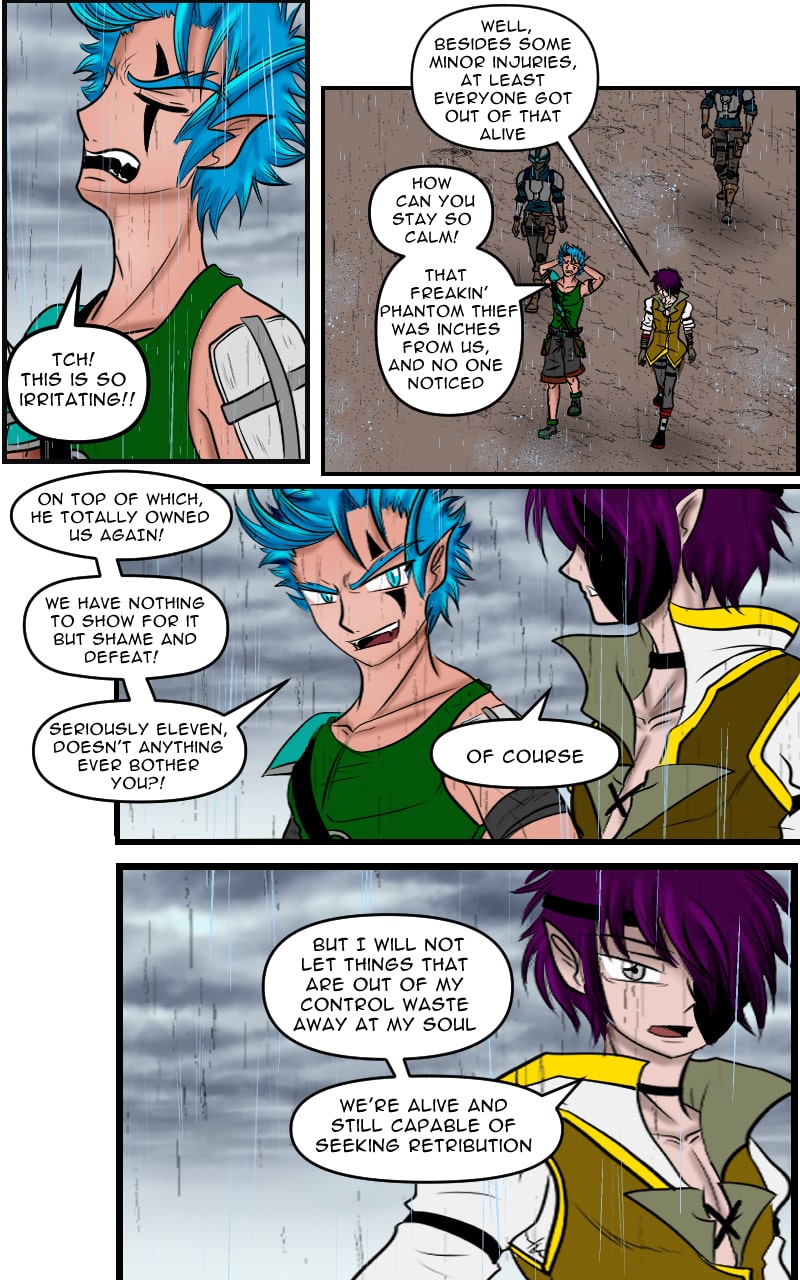 TCH!
THIS IS SO
IRRITATING!!
WELL,
BESIDES SOME
MINOR INJURIES,
AT LEAST
EVERYONE GOT
OUT OF THAT
ALIVE
HOW
CAN YOU
STAY SO
CALM!
THAT
FREAKIN'
PHANTOM THIEF
WAS INCHES
FROM US,
AND NO ONE
NOTICED
ON TOP OF WHICH,
HE TOTALLY OWNED
US AGAIN!
WE HAVE NOTHING
TO SHOW FOR IT
BUT SHAME AND
DEFEAT!
SERIOUSLY ELEVEN,
DOESN'T ANYTHING
EVER BOTHER
YOU?!
OF COURSE
BUT I WILL NOT
LET THINGS THAT
ARE OUT OF MY
CONTROL WASTE
AWAY AT MY SOUL
WE'RE ALIVE AND
STILL CAPABLE OF
SEEKING RETRIBUTION